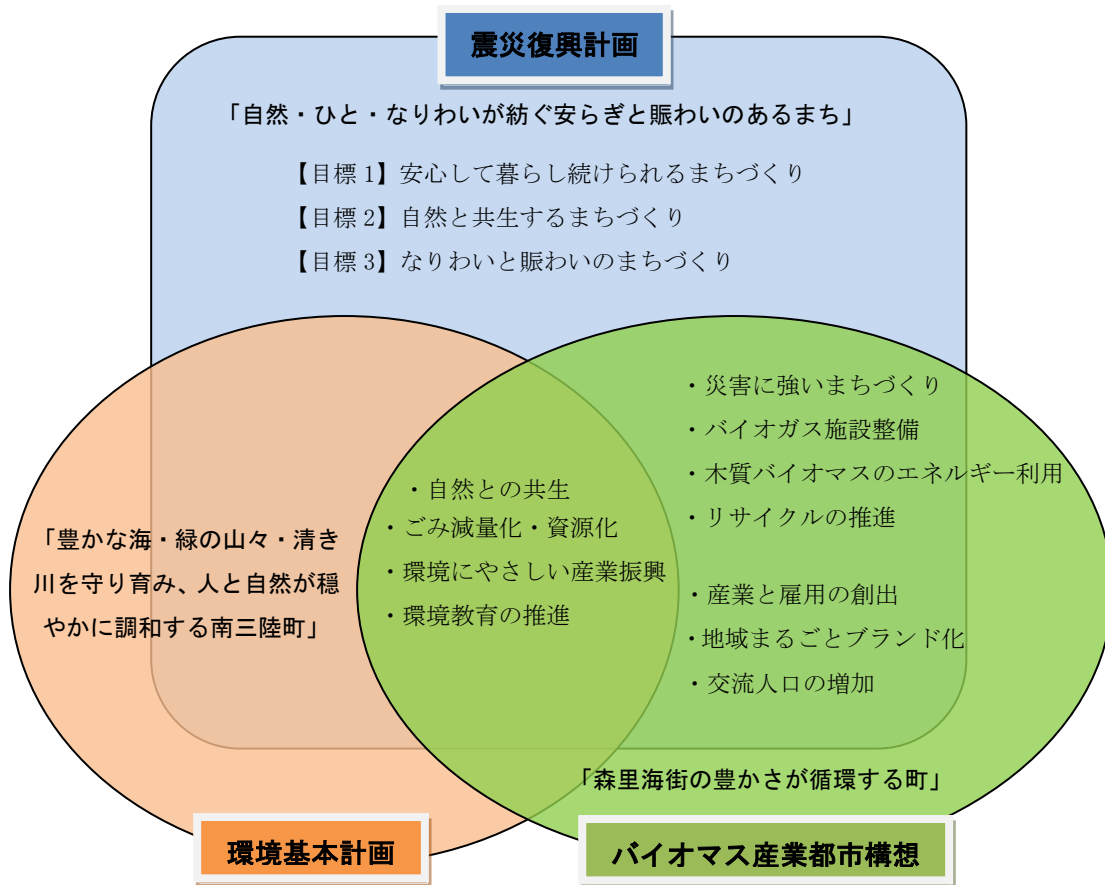 震災復興計画
「自然・ひと・なりわいが紡ぐ安らぎと賑わいのあるまち」
【目標 1】安心して暮らし続けられるまちづくり
【目標 2】自然と共生するまちづくり
【目標 3】なりわいと賑わいのまちづくり
・災害に強いまちづくり
・バイオガス施設整備
・木質バイオマスのエネルギー利用
・リサイクルの推進
・産業と雇用の創出
・地域まるごとブランド化
・交流人口の増加
・自然との共生
・ごみ減量化・資源化
・環境にやさしい産業振興
・環境教育の推進
「豊かな海・緑の山々・清き
川を守り育み、人と自然が穏
やかに調和する南三陸町」
「森里海街の豊かさが循環する町」
環境基本計画
バイオマス産業都市構想